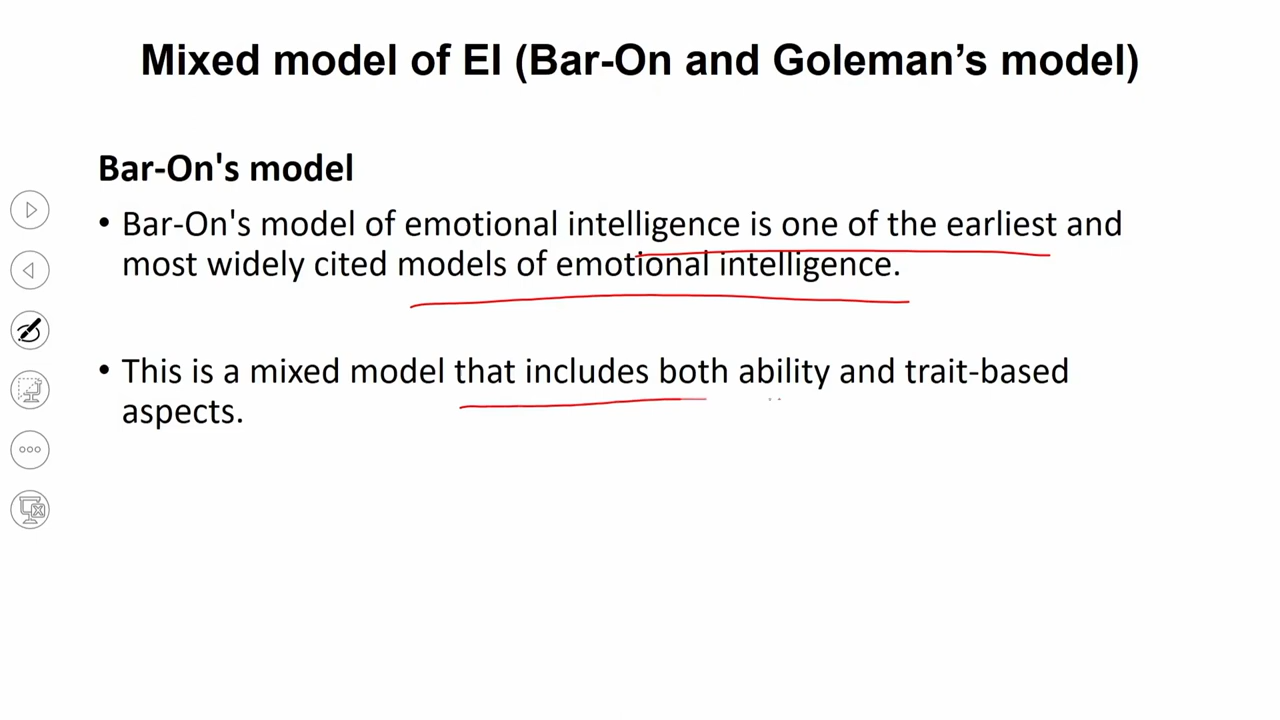 Mixed model of EI (Bar-On and Goleman’s model)
Bar-On's model
• Bar-On's model of emotional intelligence is one of the earliest and
most widely cited models of emotional intelligence.
• This is a mixed model that includes both ability and trait-based
aspects.